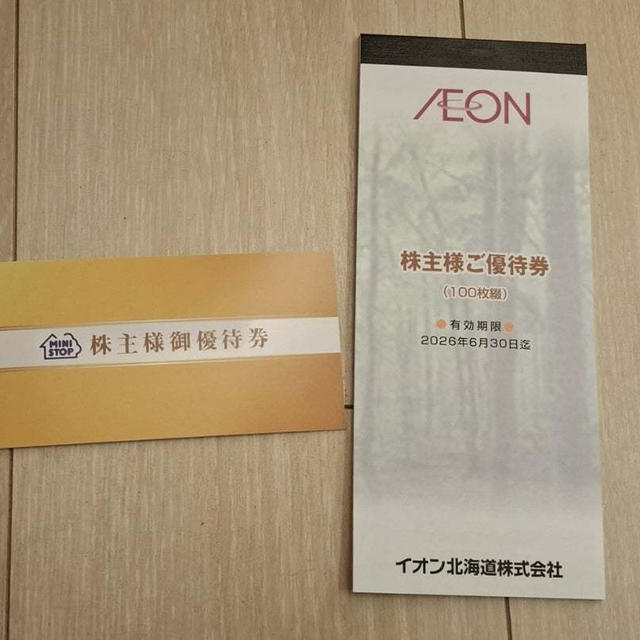 ÆON
株主様ご優待券
(100枚綴)
●有効期限●
2026年6月30日迄
イオン北海道株式会社
MINI
STOP
株主様御優待券